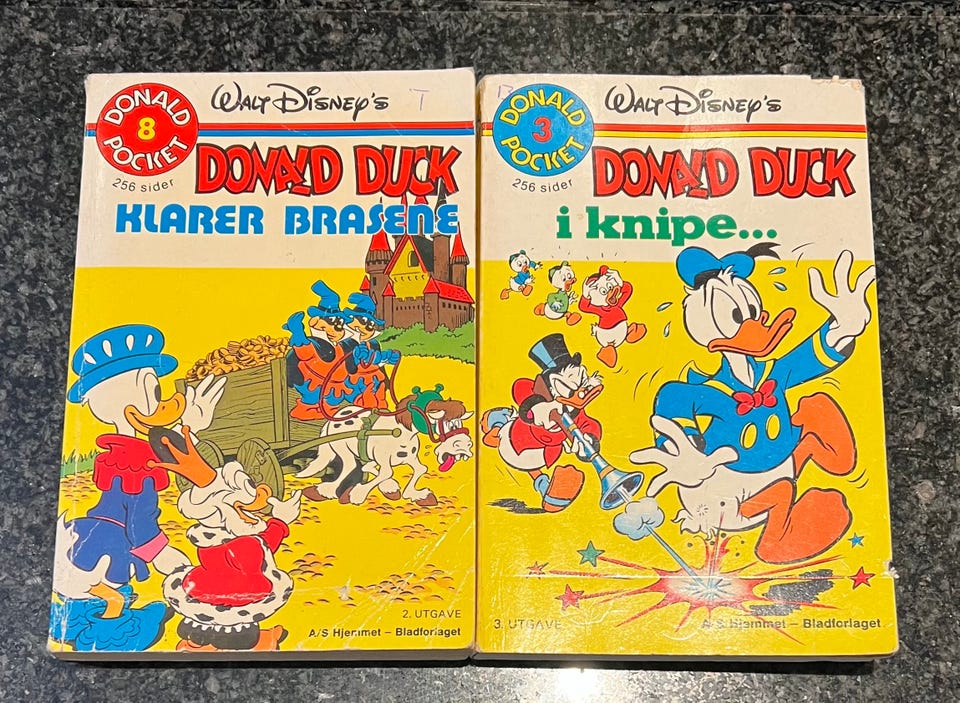 DONALD
8
POCKET
Walt Disney's
T
256 sider
DONALD DUCK
KLARER BRASENE
2. UTGAVE
A/S Hjemmet – Bladforlaget
B
DONALD
3
POCKET
Walt Disney's
256 sider
DONALD DUCK
i knipe...
3. UTGAVE
A/S Hjemmet – Bladforlaget